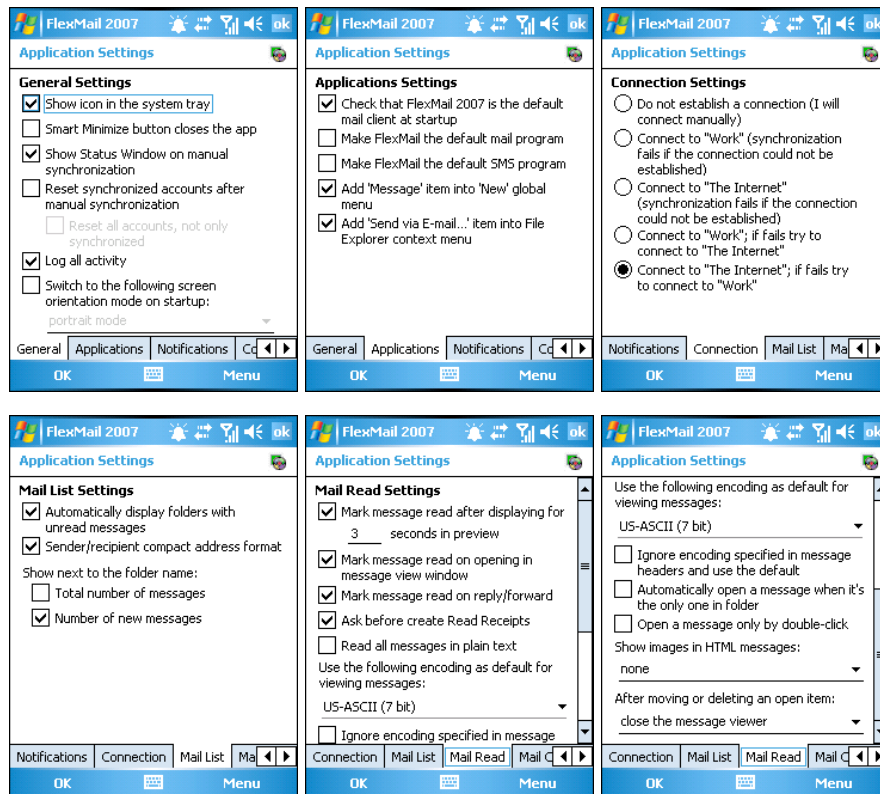 FlexMail 2007 ok
Application Settings
General Settings
Show icon in the system tray
Smart Minimize button closes the app
Show Status Window on manual
synchronization
Reset synchronized accounts after
manual synchronization
Reset all accounts, not only
synchronized
Log all activity
Switch to the following screen
orientation mode on startup:
portrait mode
General Applications Notifications Co
OK Menu
FlexMail 2007 ok
Application Settings
Applications Settings
Check that FlexMail 2007 is the default
mail client at startup
Make FlexMail the default mail program
Make FlexMail the default SMS program
Add 'Message' item into 'New' global
menu
Add 'Send via E-mail...' item into File
Explorer context menu
General Applications Notifications Co
OK Menu
FlexMail 2007 ok
Application Settings
Connection Settings
Do not establish a connection (I will
connect manually)
Connect to "Work" (synchronization
fails if the connection could not be
established)
Connect to "The Internet"
(synchronization fails if the connection
could not be established)
Connect to "Work"; if fails try to
connect to "The Internet"
Connect to "The Internet"; if fails try
to connect to "Work"
Notifications Connection Mail List Ma
OK Menu
FlexMail 2007 ok
Application Settings
Mail List Settings
Automatically display folders with
unread messages
Sender/recipient compact address format
Show next to the folder name:
Total number of messages
Number of new messages
Notifications Connection Mail List Ma
OK Menu
FlexMail 2007 ok
Application Settings
Mail Read Settings
Mark message read after displaying for
3 seconds in preview
Mark message read on opening in
message view window
Mark message read on reply/forward
Ask before create Read Receipts
Read all messages in plain text
Use the following encoding as default for
viewing messages:
US-ASCII (7 bit)
Ignore encoding specified in message
Connection Mail List Mail Read Mail C
OK Menu
FlexMail 2007 ok
Application Settings
Use the following encoding as default for
viewing messages:
US-ASCII (7 bit)
Ignore encoding specified in message
headers and use the default
Automatically open a message when it's
the only one in folder
Open a message only by double-click
Show images in HTML messages:
none
After moving or deleting an open item:
close the message viewer
Connection Mail List Mail Read Mail C
OK Menu